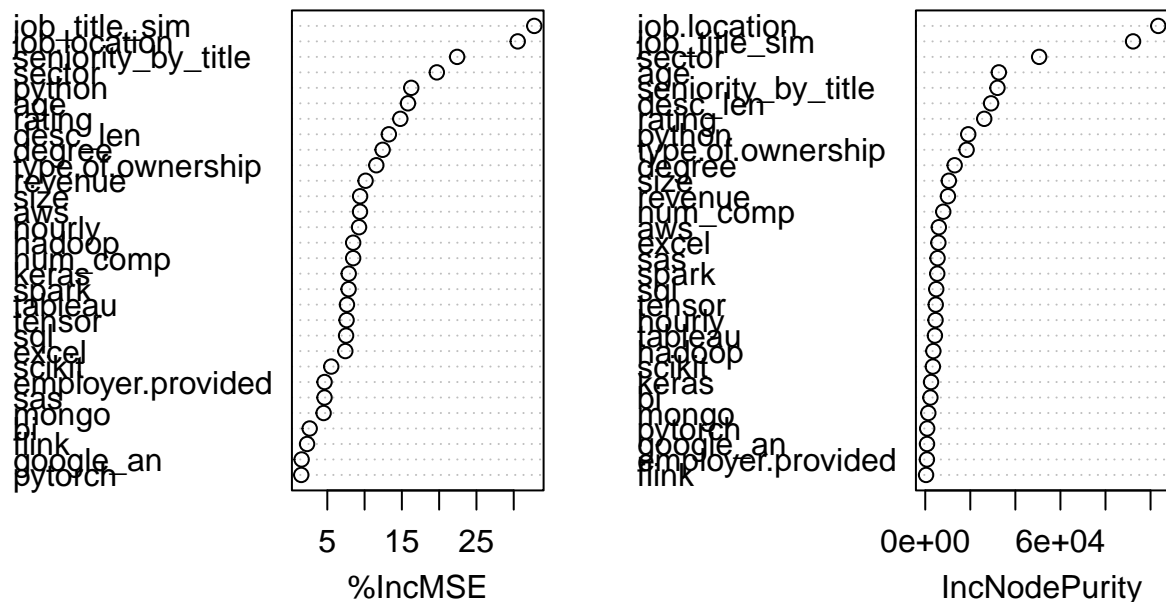 job_title_sim
job.location
seniority_by_title
sector
python
age
rating
desc_len
degree
type.of.ownership
revenue
size
aws
hourly
hadoop
num_comp
keras
spark
tableau
tensor
sql
excel
scikit
employer.provided
sas
mongo
bi
flink
google_an
pytorch
5 15 25
%IncMSE
job.location
job_title_sim
sector
age
seniority_by_title
desc_len
rating
python
type.of.ownership
degree
size
revenue
num_comp
aws
excel
sas
spark
sql
tensor
hourly
tableau
hadoop
scikit
keras
bi
mongo
pytorch
google_an
employer.provided
flink
0e+00 6e+04
IncNodePurity